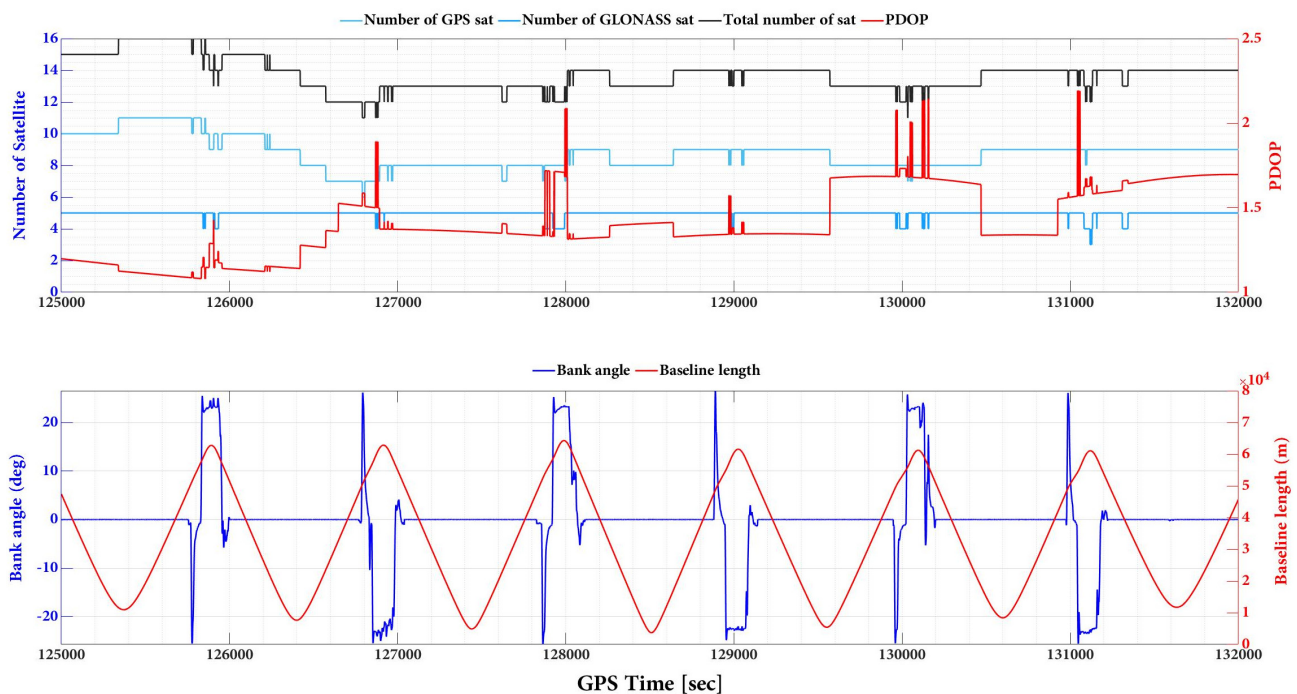 Number of GPS sat Number of GLONASS sat Total number of sat PDOP
16 2.5
14
12 2
10
8
6 1.5
4
2
0 1
Number of Satellite
PDOP
125000 126000 127000 128000 129000 130000 131000 132000
Bank angle Baseline length
×10⁴
8
20 7
10 6
5
0 4
-10 3
2
-20 1
0
Bank angle (deg)
Baseline length (m)
125000 126000 127000 128000 129000 130000 131000 132000
GPS Time [sec]